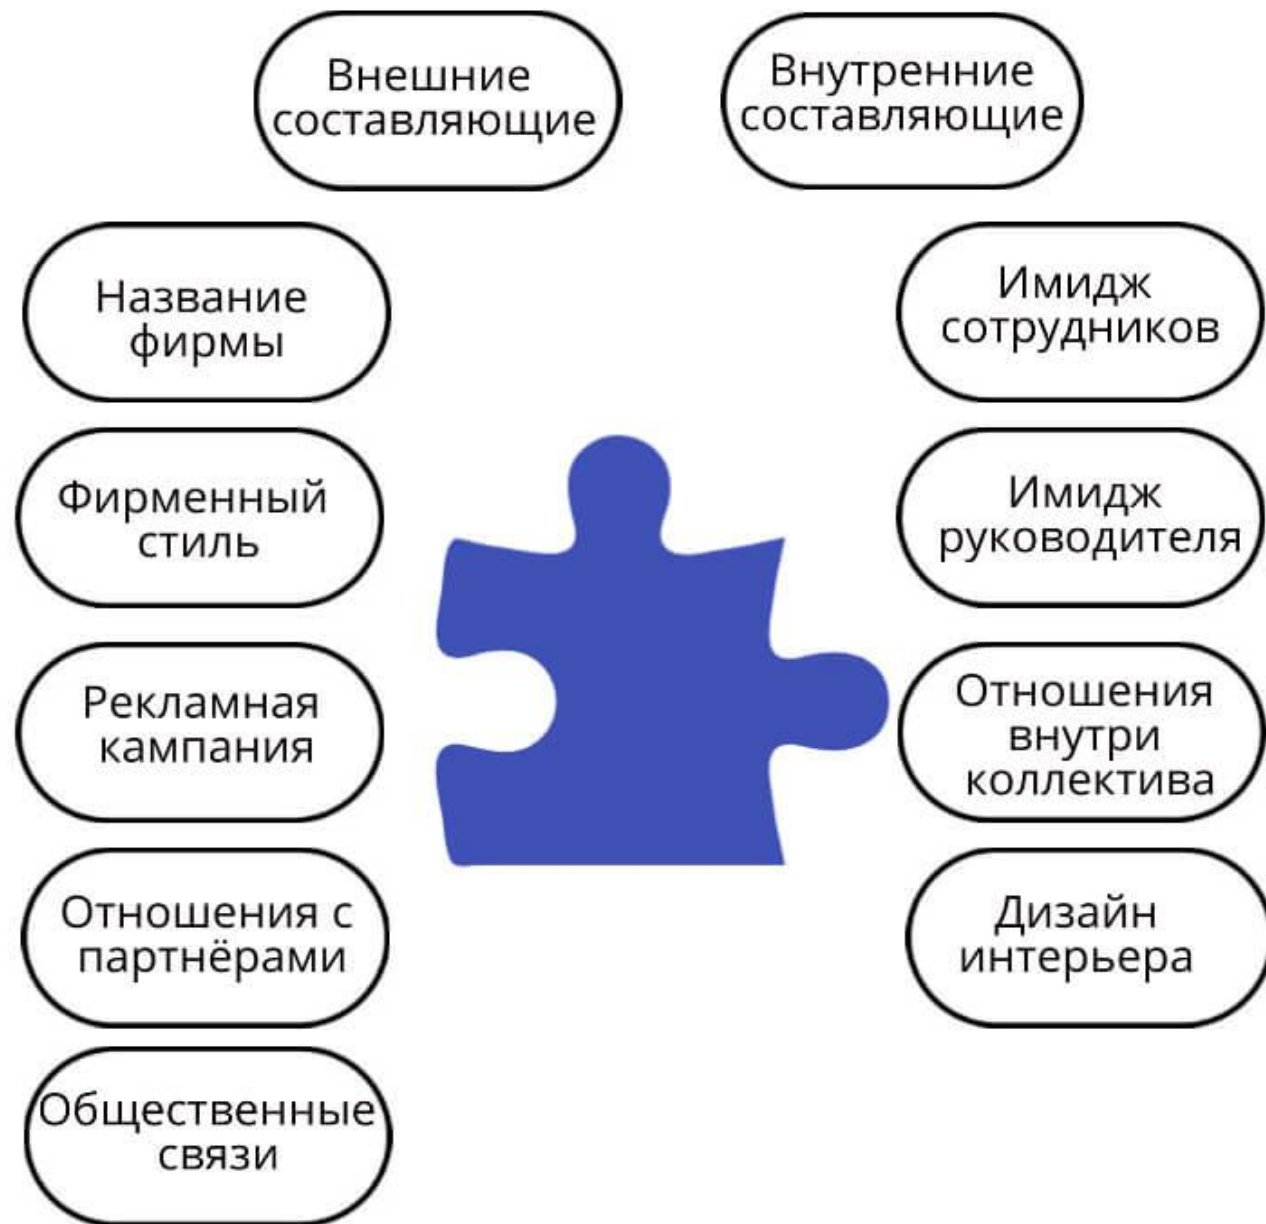 Внешние
составляющие
Внутренние
составляющие
Название
фирмы
Фирменный
стиль
Рекламная
кампания
Отношения с
партнёрами
Общественные
связи
Имидж
сотрудников
Имидж
руководителя
Отношения
внутри
коллектива
Дизайн
интерьера